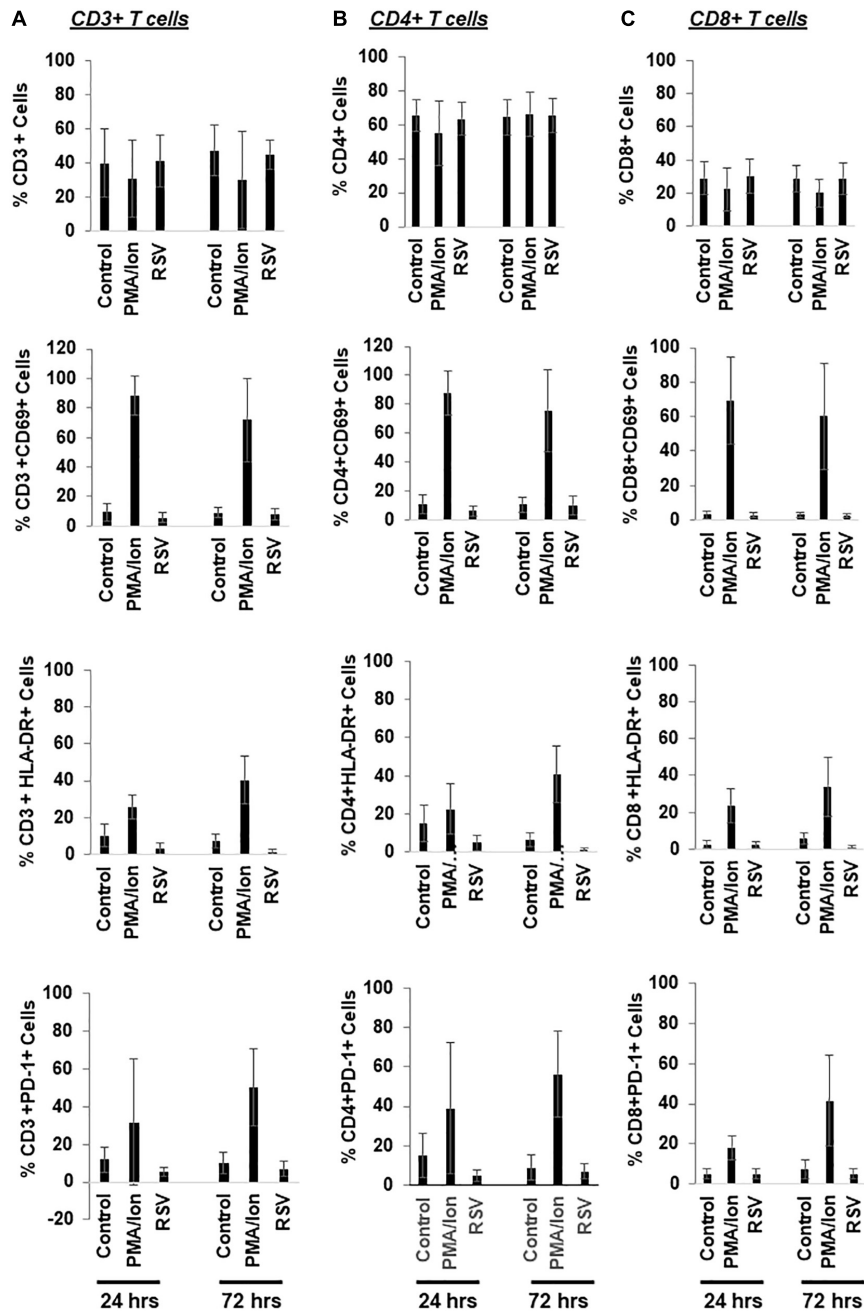 A CD3+ T cells B CD4+ T cells C CD8+ T cells
% CD3 + Cells
100
80
60
40
20
0
Control
PMA/Ion
RSV
Control
PMA/Ion
RSV
% CD4+ Cells
100
80
60
40
20
0
Control
PMA/Ion
RSV
Control
PMA/Ion
RSV
% CD8+ Cells
100
80
60
40
20
0
Control
PMA/Ion
RSV
Control
PMA/Ion
RSV
% CD3 +CD69+ Cells
120
100
80
60
40
20
0
Control
PMA/Ion
RSV
Control
PMA/Ion
RSV
% CD4+CD69+ Cells
120
100
80
60
40
20
0
Control
PMA/Ion
RSV
Control
PMA/Ion
RSV
% CD8+CD69+ Cells
100
80
60
40
20
0
Control
PMA/Ion
RSV
Control
PMA/Ion
RSV
% CD3 + HLA-DR+ Cells
100
80
60
40
20
0
Control
PMA/Ion
RSV
Control
PMA/Ion
RSV
% CD4+HLA-DR+ Cells
100
80
60
40
20
0
Control
PMA/...
RSV
Control
PMA/...
RSV
% CD8 +HLA-DR+ Cells
100
80
60
40
20
0
Control
PMA/Ion
RSV
Control
PMA/Ion
RSV
% CD3 +PD-1+ Cells
100
80
60
40
20
0
-20
Control
PMA/Ion
RSV
Control
PMA/Ion
RSV
% CD4+PD-1+ Cells
100
80
60
40
20
0
Control
PMA/Ion
RSV
Control
PMA/Ion
RSV
% CD8+PD-1+ Cells
100
80
60
40
20
0
Control
PMA/Ion
RSV
Control
PMA/Ion
RSV
24 hrs 72 hrs 24 hrs 72 hrs 24 hrs 72 hrs